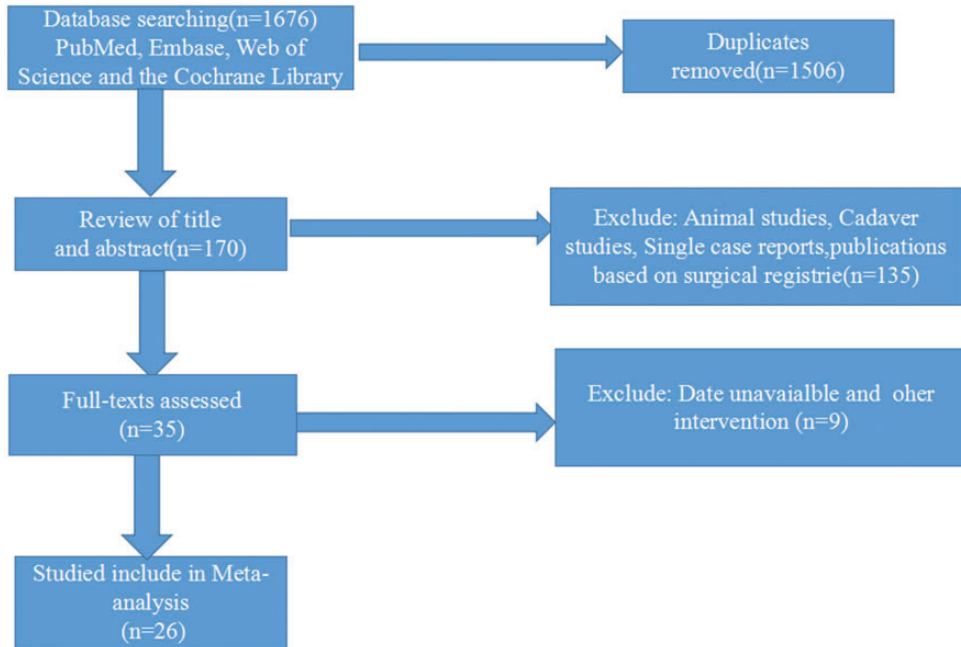 Database searching(n=1676)
PubMed, Embase, Web of
Science and the Cochrane Library
Duplicates
removed(n=1506)
Review of title
and abstract(n=170)
Exclude: Animal studies, Cadaver
studies, Single case reports,publications
based on surgical registrie(n=135)
Full-texts assessed
(n=35)
Exclude: Date unavaialble and oher
intervention (n=9)
Studied include in Meta-
analysis
(n=26)